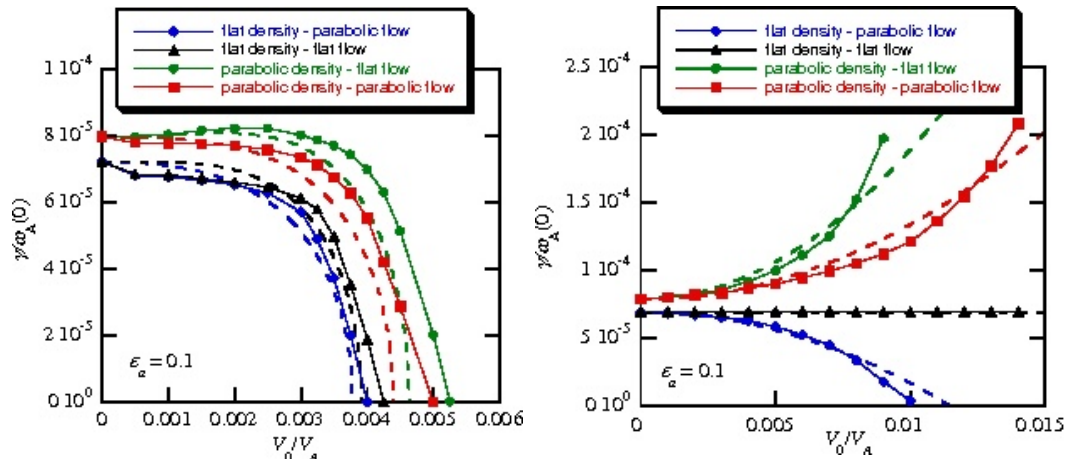 flat density - parabolic flow
flat density - flat flow
parabolic density - flat flow
parabolic density - parabolic flow
1 10⁻⁴
8 10⁻⁵
6 10⁻⁵
4 10⁻⁵
2 10⁻⁵
0 10⁰
γ/ω_A(0)
ε_a = 0.1
0 0.001 0.002 0.003 0.004 0.005 0.006
V₀/V_A
flat density - parabolic flow
flat density - flat flow
parabolic density - flat flow
parabolic density - parabolic flow
2.5 10⁻⁴
2 10⁻⁴
1 10⁻⁴
1 10⁻⁴
5 10⁻⁵
0 10⁰
γ/ω_A(0)
ε_a = 0.1
0 0.005 0.01 0.015
V₀/V_A